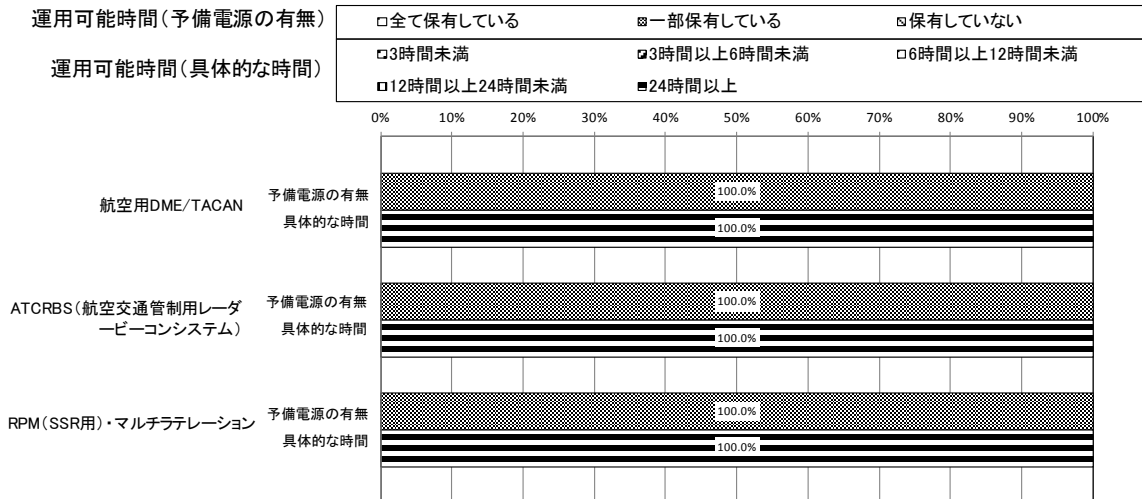 運用可能時間(予備電源の有無)
全て保有している 一部保有している 保有していない
運用可能時間(具体的な時間)
3時間未満 3時間以上6時間未満 6時間以上12時間未満
12時間以上24時間未満 24時間以上
0% 10% 20% 30% 40% 50% 60% 70% 80% 90% 100%
航空用DME/TACAN
予備電源の有無
100.0%
具体的な時間
100.0%
ATCRBS(航空交通管制用レーダ
ービーコンシステム)
予備電源の有無
100.0%
具体的な時間
100.0%
RPM(SSR用)・マルチラテレーション
予備電源の有無
100.0%
具体的な時間
100.0%